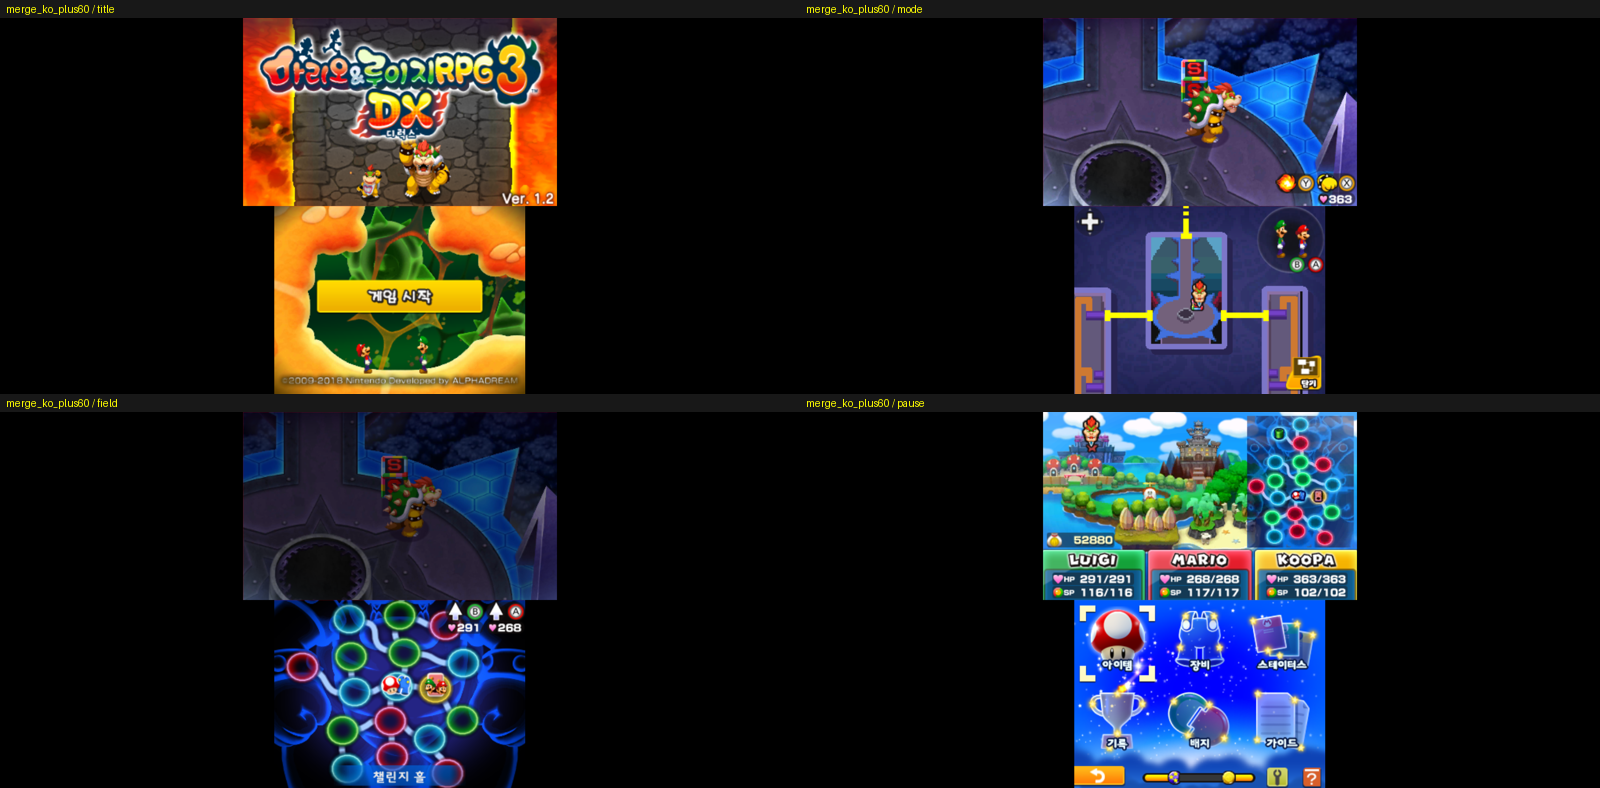 merge_ko_plus60 / title
마리오&루이지RPG3
DX
디럭스
Ver. 1.2
게임 시작
©2009-2018 Nintendo Developed by ALPHADREAM
merge_ko_plus60 / mode
S
S
Y
X
363
B
A
닫기
merge_ko_plus60 / field
S
B
A
291
268
챌린지 홀
merge_ko_plus60 / pause
52880
LUIGI
HP 291/291
SP 116/116
MARIO
HP 268/268
SP 117/117
KOOPA
HP 363/363
SP 102/102
아이템
장비
스테이터스
기록
배지
가이드
?